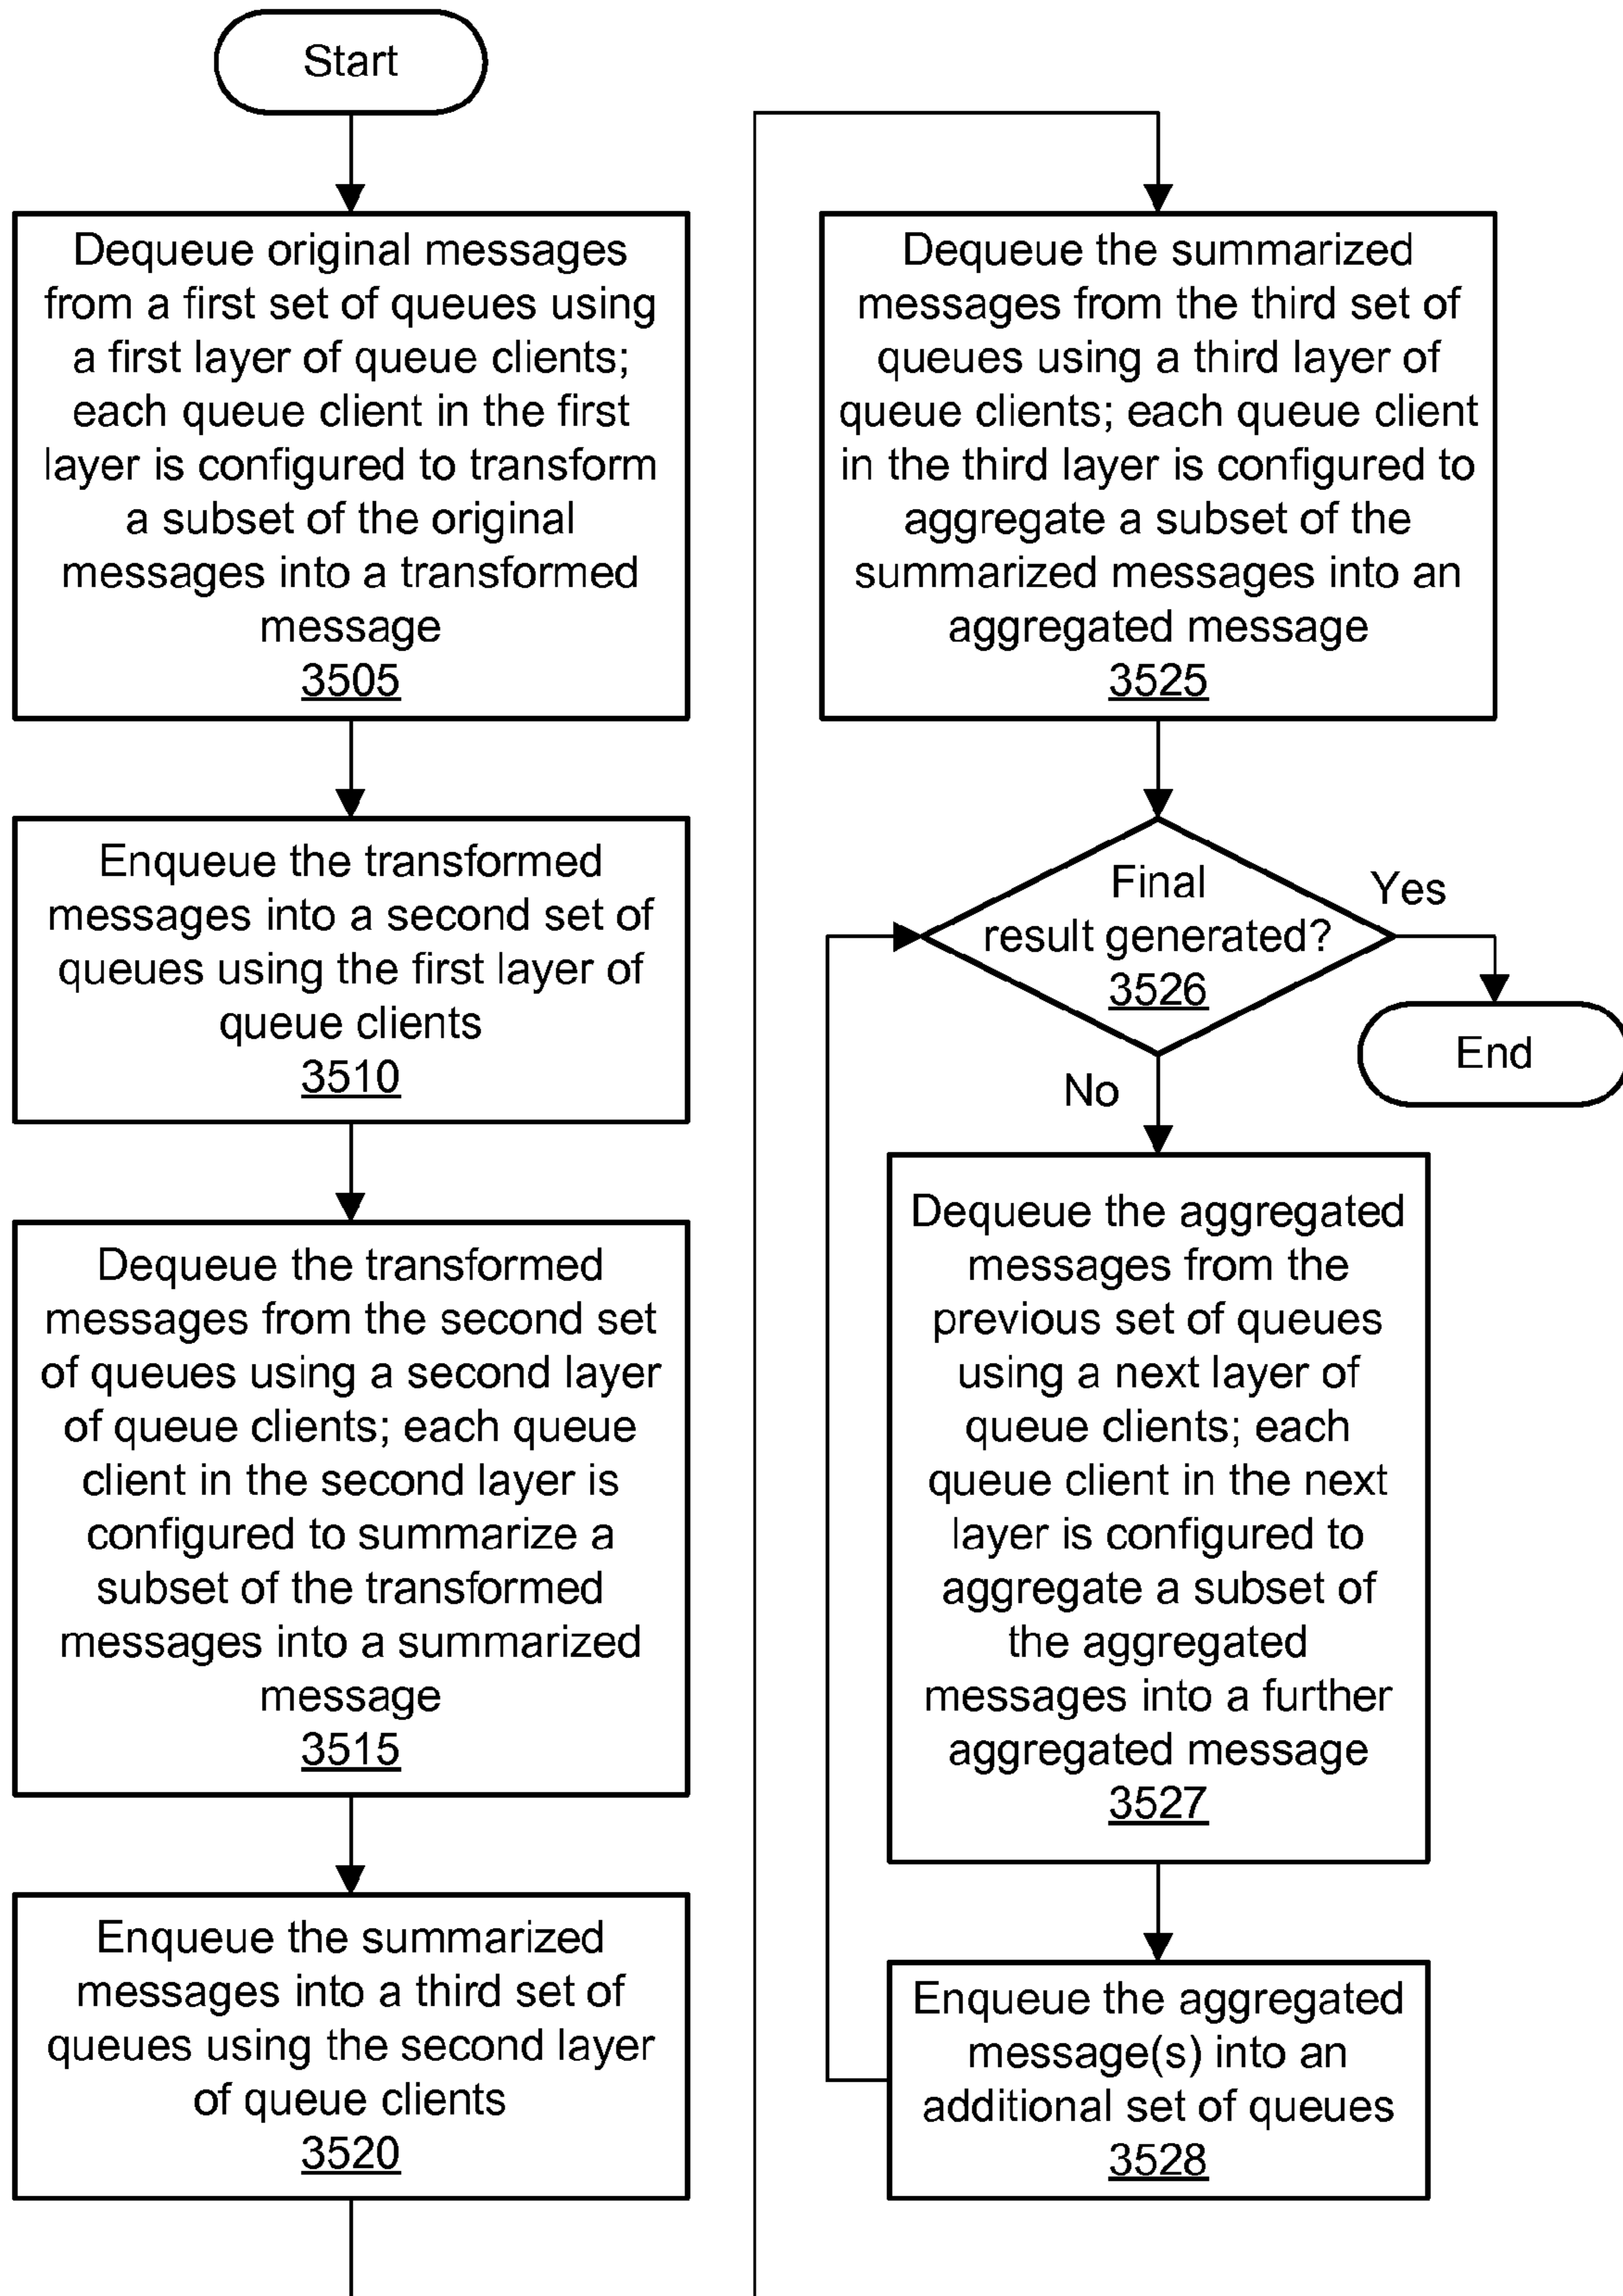 Start
Dequeue original messages
from a first set of queues using
a first layer of queue clients;
each queue client in the first
layer is configured to transform
a subset of the original
messages into a transformed
message
3505
Enqueue the transformed
messages into a second set of
queues using the first layer of
queue clients
3510
Dequeue the transformed
messages from the second set
of queues using a second layer
of queue clients; each queue
client in the second layer is
configured to summarize a
subset of the transformed
messages into a summarized
message
3515
Enqueue the summarized
messages into a third set of
queues using the second layer
of queue clients
3520
Dequeue the summarized
messages from the third set of
queues using a third layer of
queue clients; each queue client
in the third layer is configured to
aggregate a subset of the
summarized messages into an
aggregated message
3525
Final
result generated?
3526
Yes
End
No
Dequeue the aggregated
messages from the
previous set of queues
using a next layer of
queue clients; each
queue client in the next
layer is configured to
aggregate a subset of
the aggregated
messages into a further
aggregated message
3527
Enqueue the aggregated
message(s) into an
additional set of queues
3528